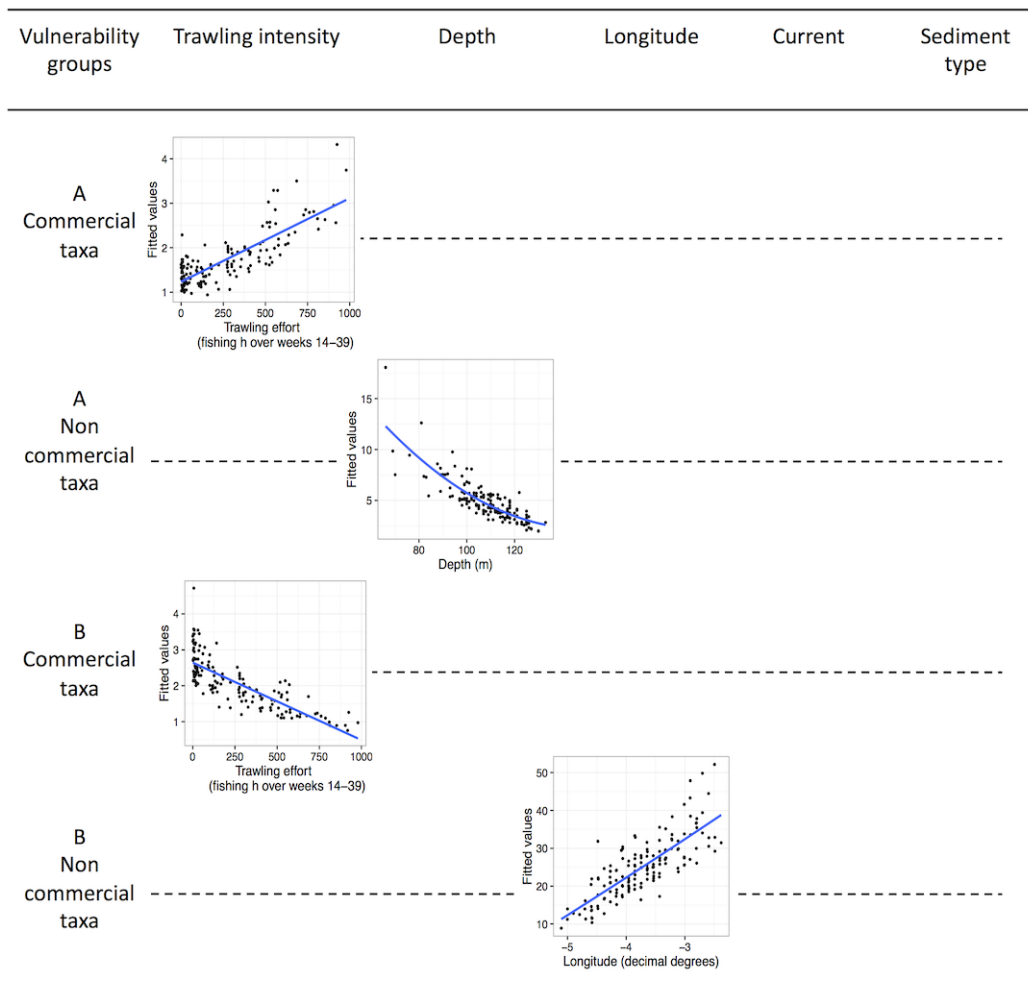 Vulnerability groups
Trawling intensity
Depth
Longitude
Current
Sediment type
A
Commercial
taxa
Fitted values
4
3
2
1
0 250 500 750 1000
Trawling effort
(fishing h over weeks 14–39)
A
Non
commercial
taxa
Fitted values
15
10
5
80 100 120
Depth (m)
B
Commercial
taxa
Fitted values
4
3
2
1
0 250 500 750 1000
Trawling effort
(fishing h over weeks 14–39)
B
Non
commercial
taxa
Fitted values
50
40
30
20
10
−5 −4 −3
Longitude (decimal degrees)